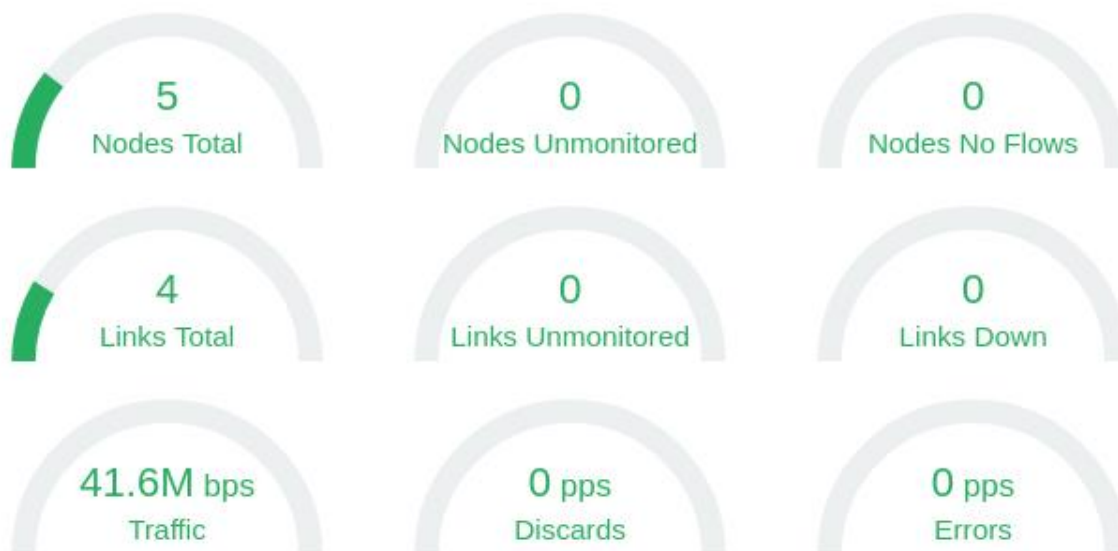 5
Nodes Total
0
Nodes Unmonitored
0
Nodes No Flows
4
Links Total
0
Links Unmonitored
0
Links Down
41.6M bps
Traffic
0 pps
Discards
0 pps
Errors